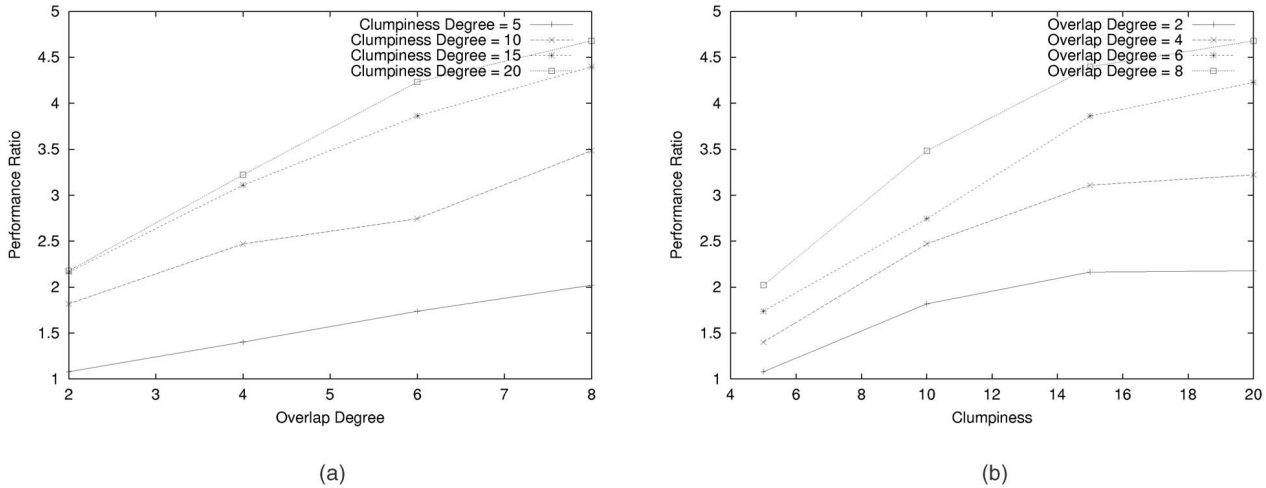 5
4.5
4
3.5
3
2.5
2
1.5
1
Performance Ratio
Clumpiness Degree = 5
Clumpiness Degree = 10
Clumpiness Degree = 15
Clumpiness Degree = 20
2 3 4 5 6 7 8
Overlap Degree
(a)
5
4.5
4
3.5
3
2.5
2
1.5
1
Performance Ratio
Overlap Degree = 2
Overlap Degree = 4
Overlap Degree = 6
Overlap Degree = 8
4 6 8 10 12 14 16 18 20
Clumpiness
(b)